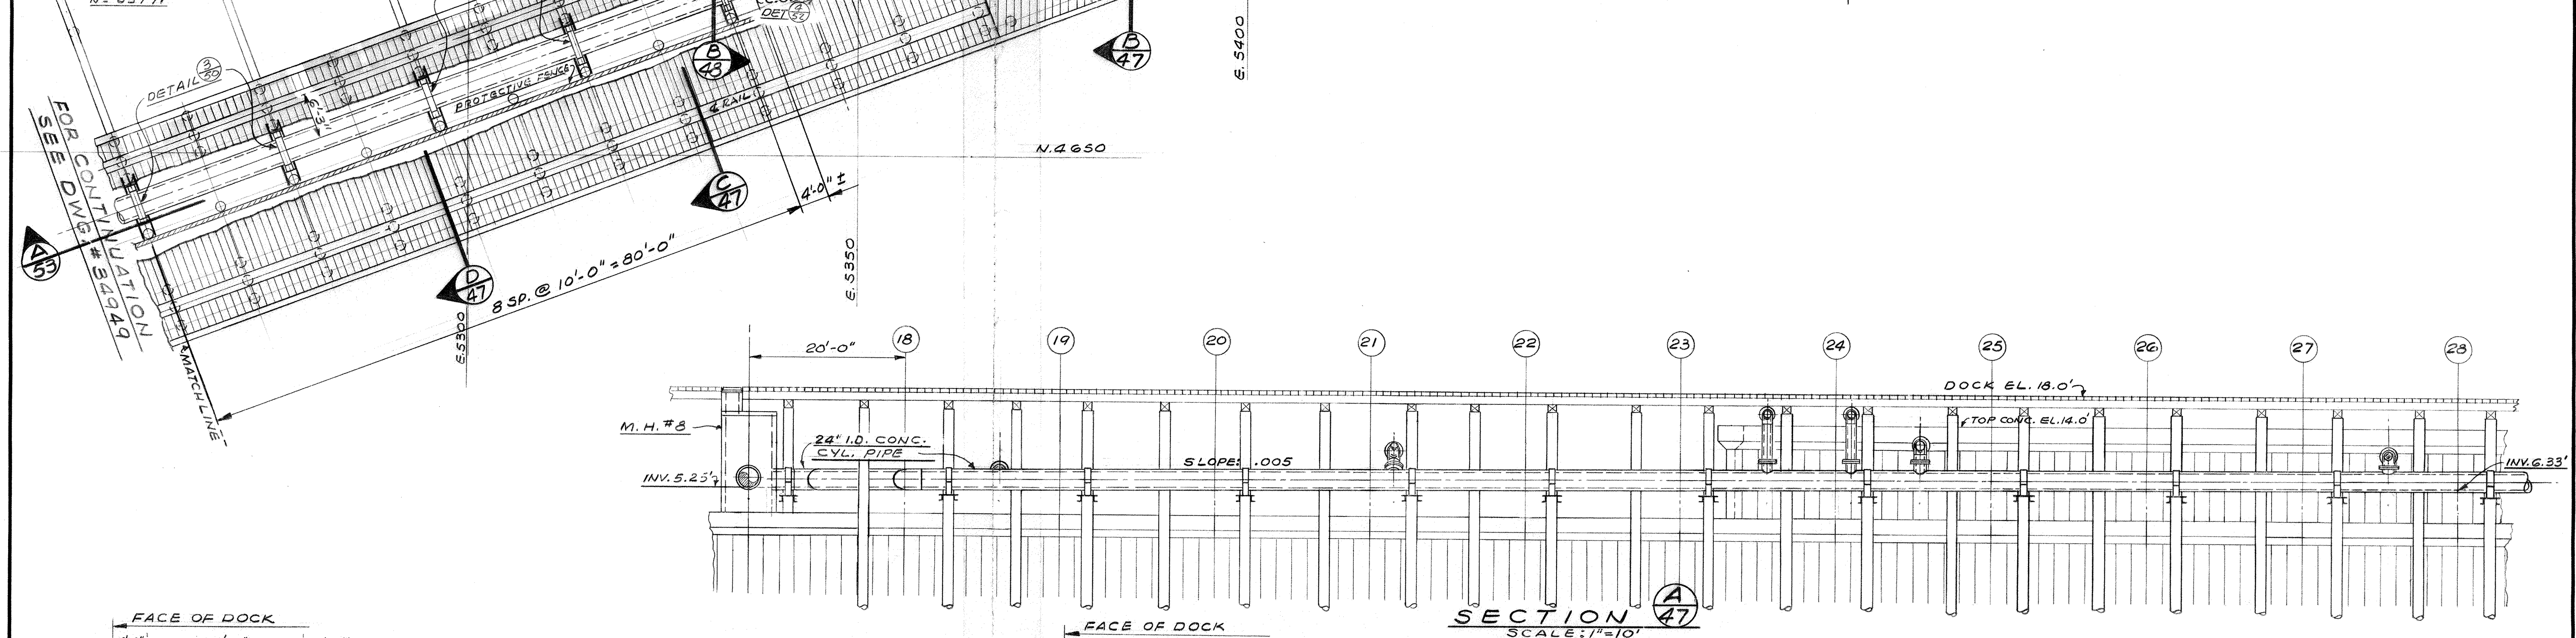 DETAIL 3/50
6'-3"
PROTECTIVE FENCE
℄ RAIL
DET. 4/52
B
48
B
47
E. 5400
N. 4650
FOR CONTINUATION
SEE DWG. # 84949
A
53
C
47
4'-0" ±
D
47
8 SP. @ 10'-0" = 80'-0"
E. 5350
E. 5300
MATCHLINE
20'-0"
18
19
20
21
22
23
24
25
26
27
28
DOCK EL. 18.0'
TOP CONC. EL. 14.0'
M. H. #8
24" I.D. CONC.
CYL. PIPE
SLOPE: .005
INV. 5.25'
INV. 6.33'
SECTION A
47
SCALE: 1"=10'
FACE OF DOCK
FACE OF DOCK